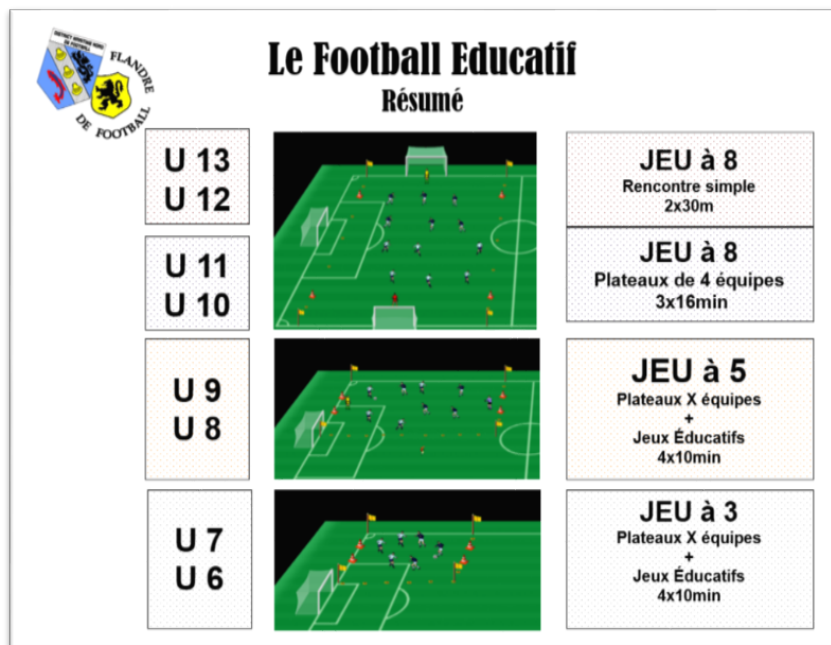 Le Football Educatif
Résumé
FLANDRE
DE FOOTBALL
U 13
U 12
JEU à 8
Rencontre simple
2x30m
U 11
U 10
JEU à 8
Plateaux de 4 équipes
3x16min
U 9
U 8
JEU à 5
Plateaux X équipes
+
Jeux Éducatifs
4x10min
U 7
U 6
JEU à 3
Plateaux X équipes
+
Jeux Éducatifs
4x10min